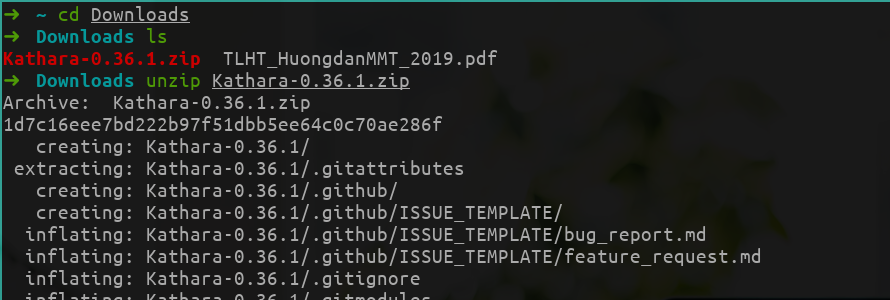 ➜ ~ cd Downloads
➜ Downloads ls
Kathara-0.36.1.zip TLHT_HuongdanMMT_2019.pdf
➜ Downloads unzip Kathara-0.36.1.zip
Archive: Kathara-0.36.1.zip
1d7c16eee7bd222b97f51dbb5ee64c0c70ae286f
creating: Kathara-0.36.1/
extracting: Kathara-0.36.1/.gitattributes
creating: Kathara-0.36.1/.github/
creating: Kathara-0.36.1/.github/ISSUE_TEMPLATE/
inflating: Kathara-0.36.1/.github/ISSUE_TEMPLATE/bug_report.md
inflating: Kathara-0.36.1/.github/ISSUE_TEMPLATE/feature_request.md
inflating: Kathara-0.36.1/.gitignore
inflating: Kathara-0.36.1/.gitmodules